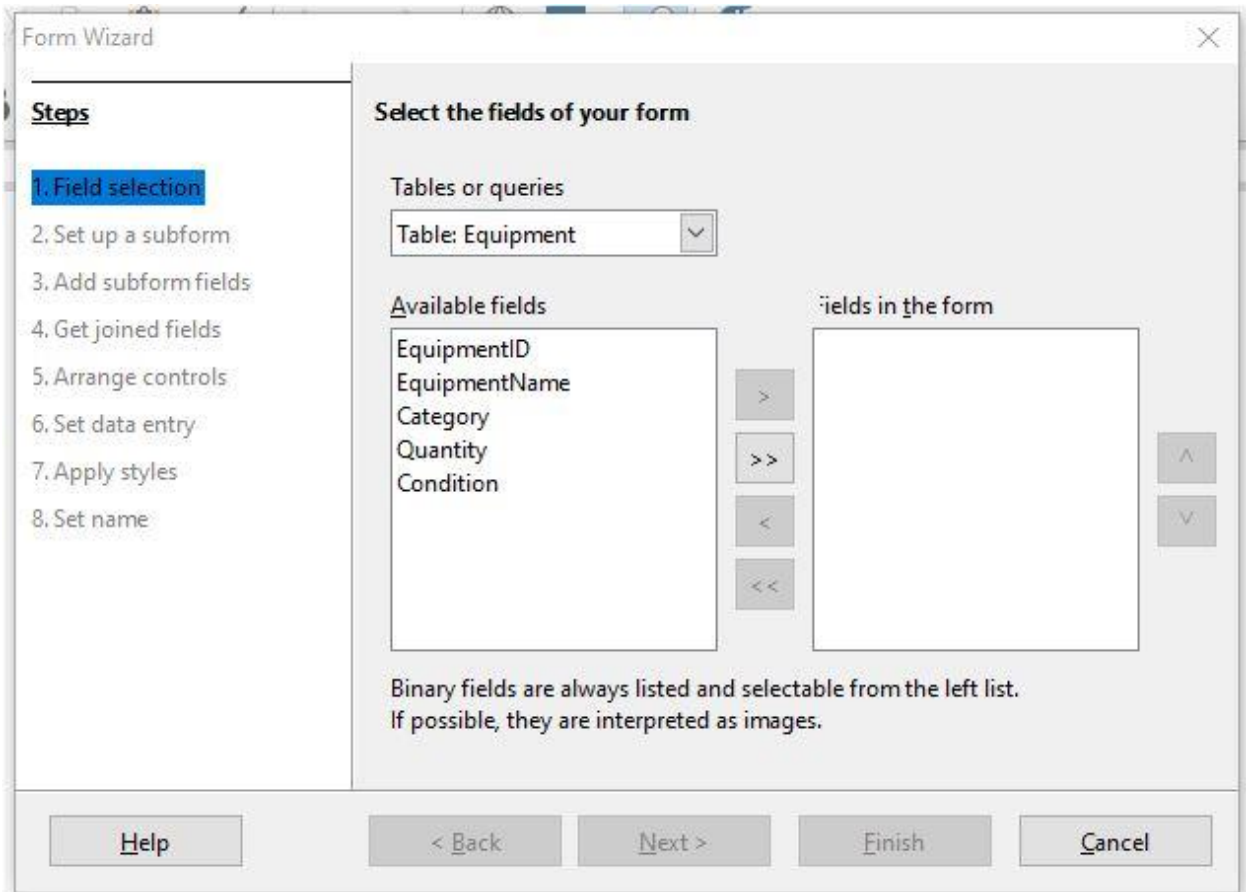 Form Wizard
Steps
1. Field selection
2. Set up a subform
3. Add subform fields
4. Get joined fields
5. Arrange controls
6. Set data entry
7. Apply styles
8. Set name
Select the fields of your form
Tables or queries
Table: Equipment
Available fields
EquipmentID
EquipmentName
Category
Quantity
Condition
>
>>
<
<<
ields in the form
Binary fields are always listed and selectable from the left list.
If possible, they are interpreted as images.
Help
< Back
Next >
Finish
Cancel